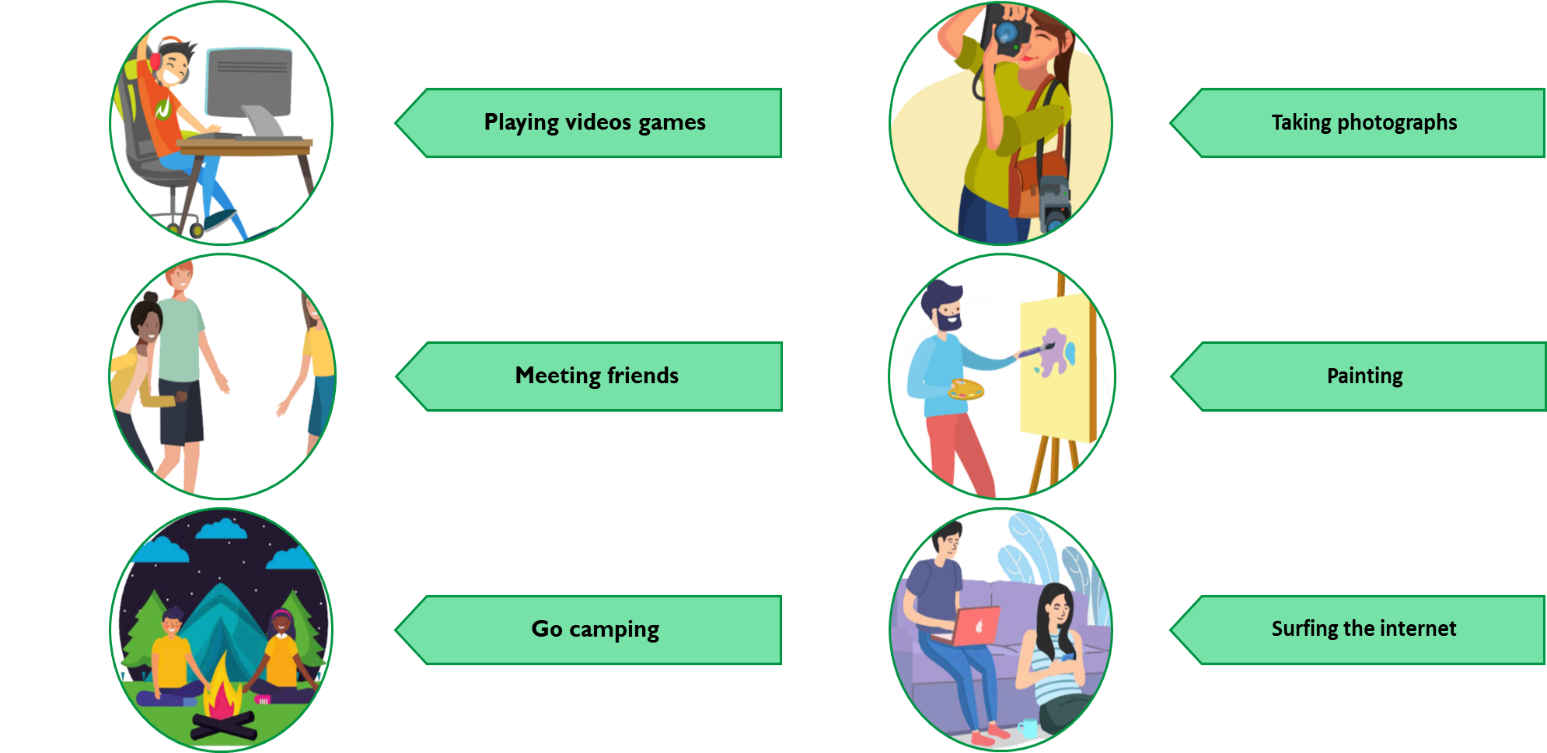 Playing videos games
Taking photographs
Meeting friends
Painting
Go camping
Surfing the internet